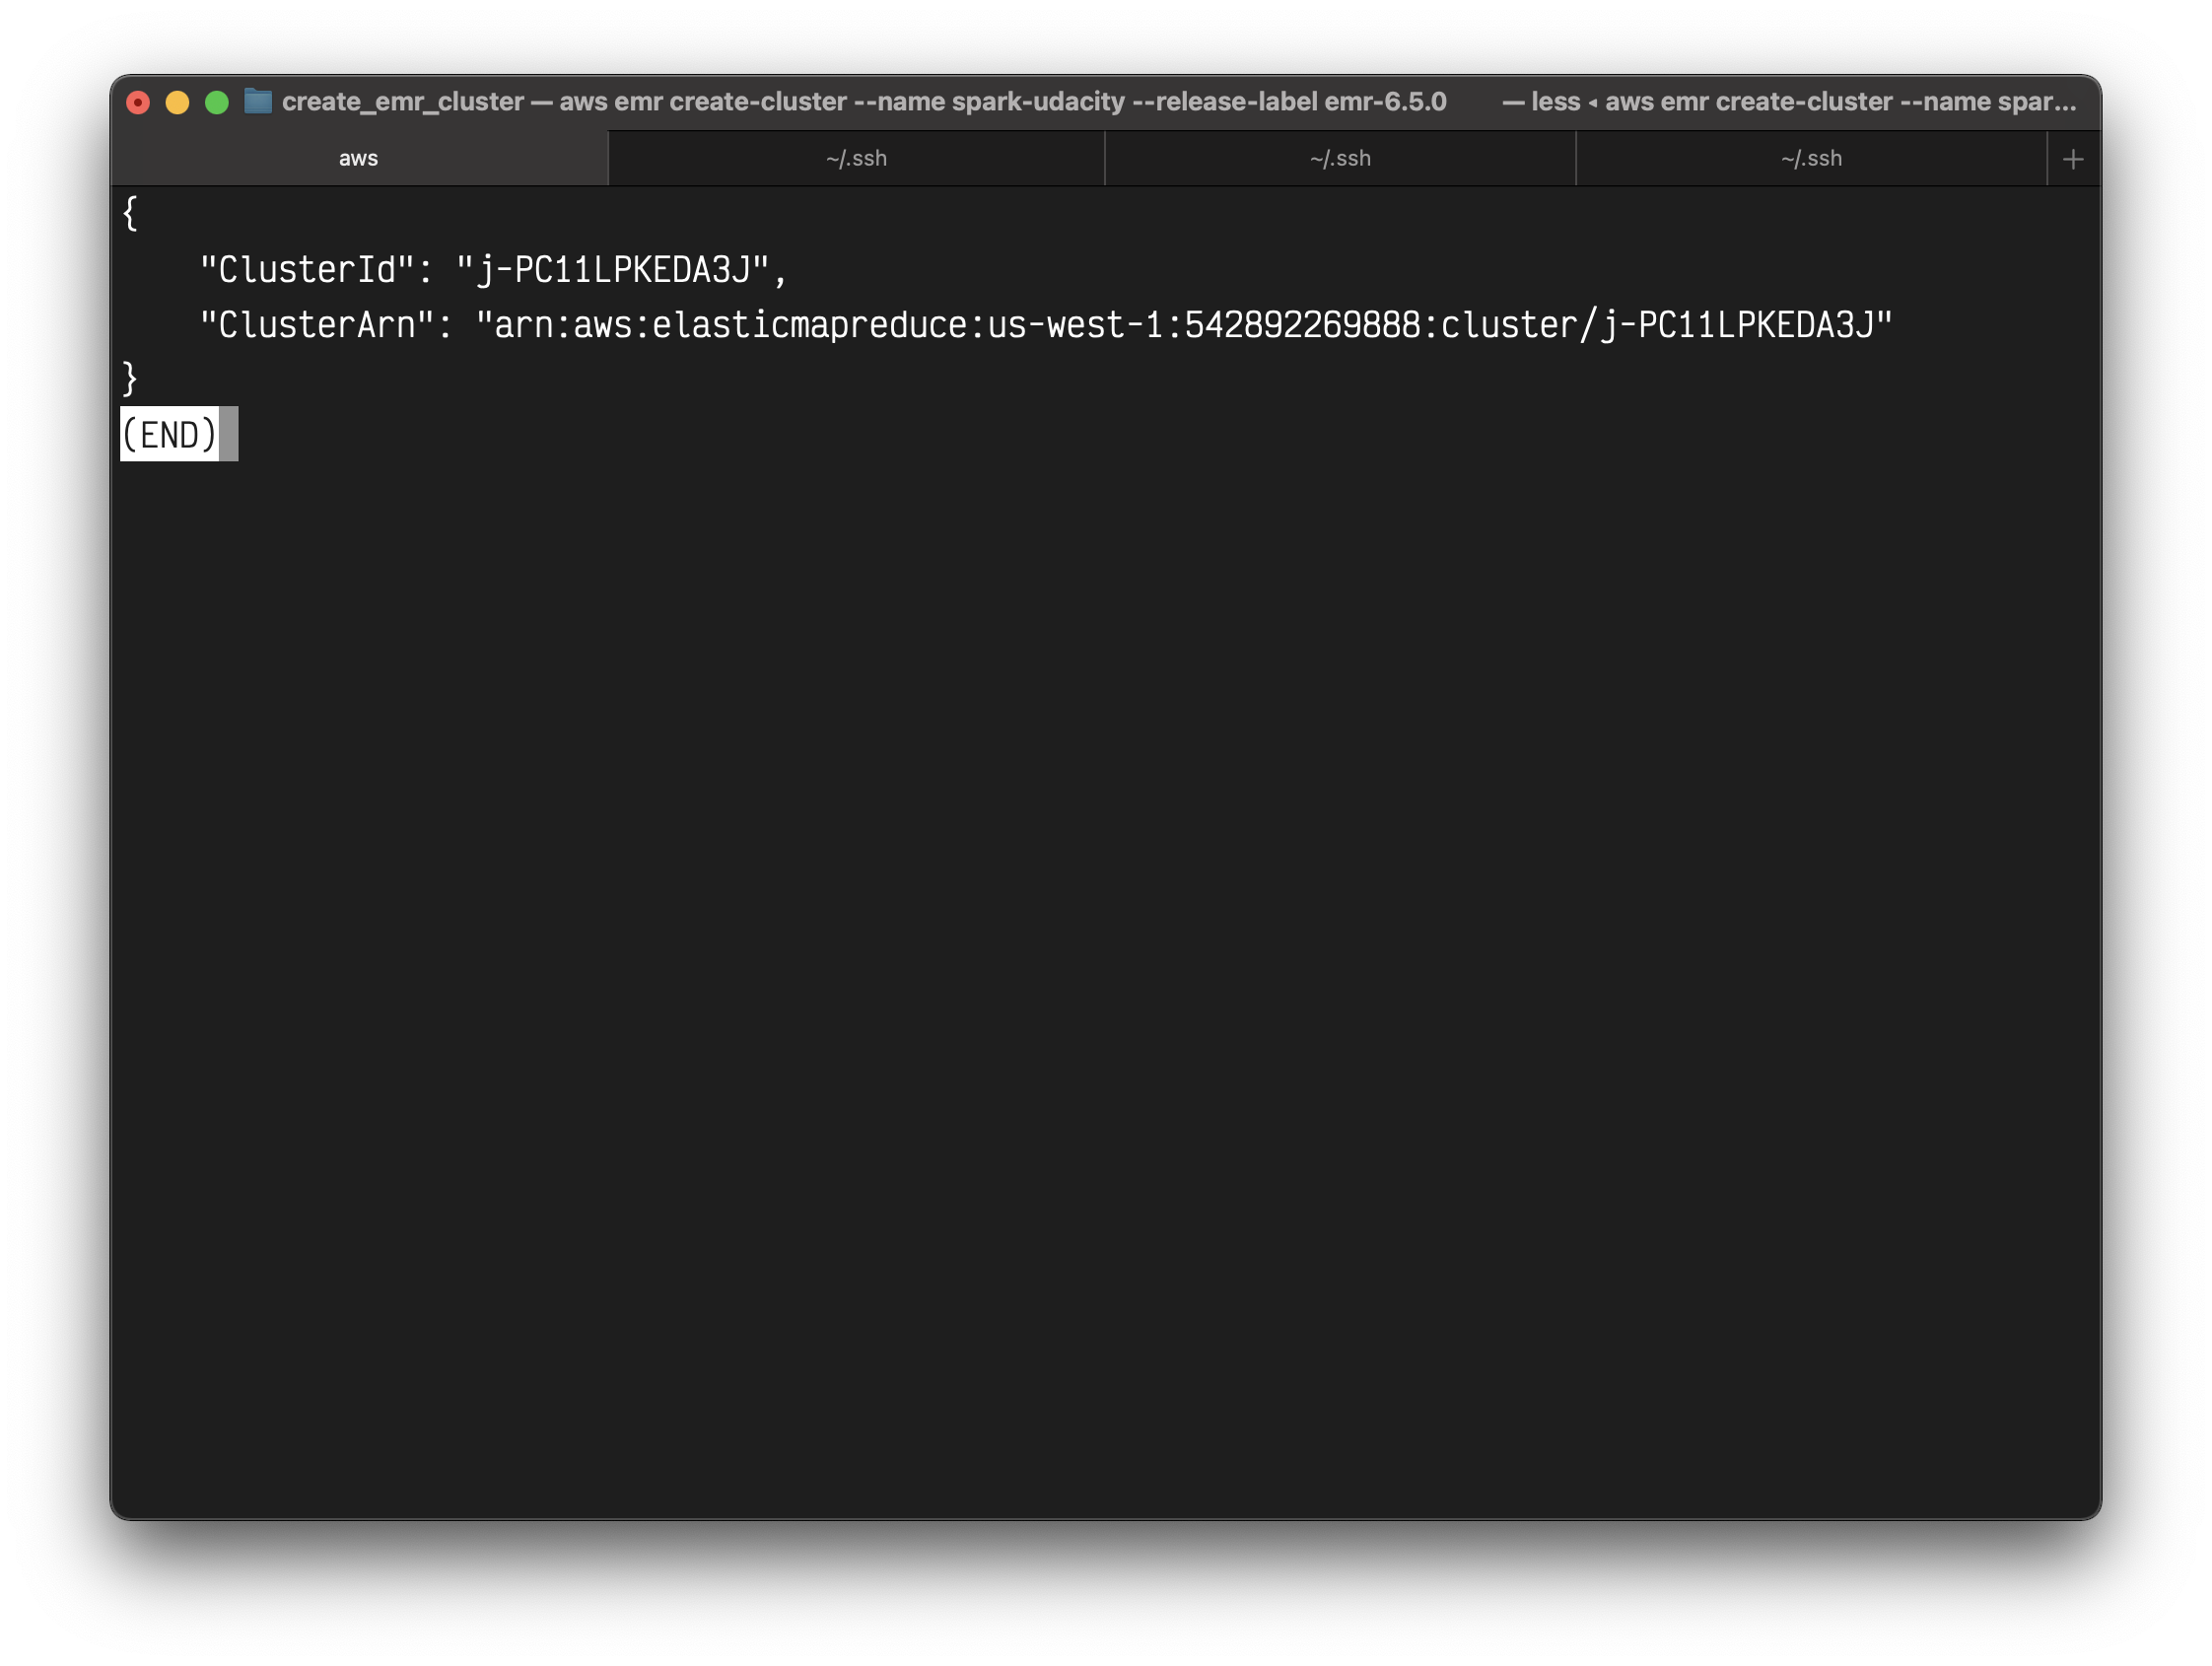 create_emr_cluster — aws emr create-cluster --name spark-udacity --release-label emr-6.5.0 — less ◂ aws emr create-cluster --name spar...
aws ~/.ssh ~/.ssh ~/.ssh +
{
    "ClusterId": "j-PC11LPKEDA3J",
    "ClusterArn": "arn:aws:elasticmapreduce:us-west-1:542892269888:cluster/j-PC11LPKEDA3J"
}
(END)